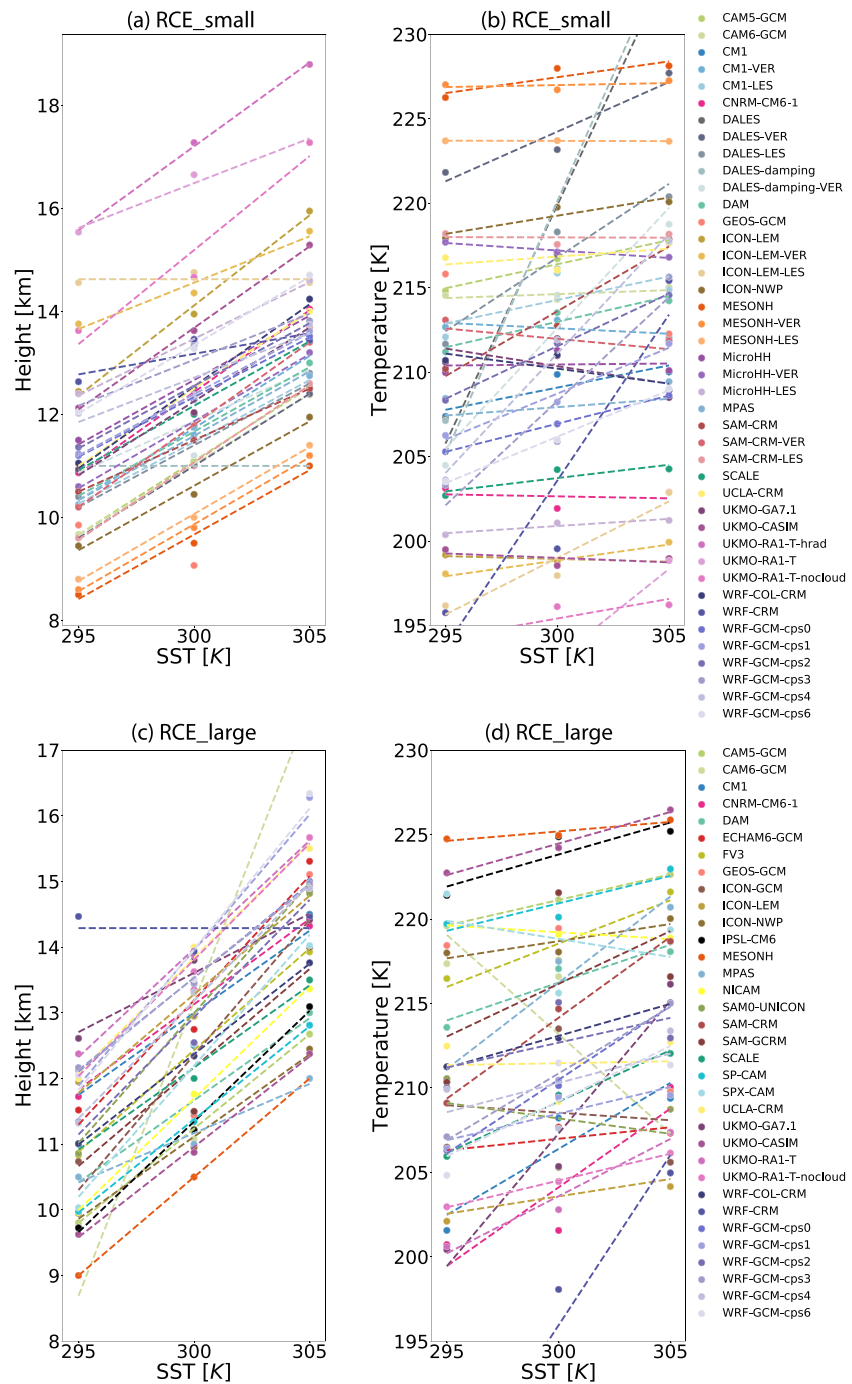 (a) RCE_small
(b) RCE_small
18
16
14
12
10
8
Height [km]
295
300
305
SST [K]
230
225
220
215
210
205
200
195
Temperature [K]
295
300
305
SST [K]
CAM5-GCM
CAM6-GCM
CM1
CM1-VER
CM1-LES
CNRM-CM6-1
DALES
DALES-VER
DALES-LES
DALES-damping
DALES-damping-VER
DAM
GEOS-GCM
ICON-LEM
ICON-LEM-VER
ICON-LEM-LES
ICON-NWP
MESONH
MESONH-VER
MESONH-LES
MicroHH
MicroHH-VER
MicroHH-LES
MPAS
SAM-CRM
SAM-CRM-VER
SAM-CRM-LES
SCALE
UCLA-CRM
UKMO-GA7.1
UKMO-CASIM
UKMO-RA1-T-hrad
UKMO-RA1-T
UKMO-RA1-T-nocloud
WRF-COL-CRM
WRF-CRM
WRF-GCM-cps0
WRF-GCM-cps1
WRF-GCM-cps2
WRF-GCM-cps3
WRF-GCM-cps4
WRF-GCM-cps6
(c) RCE_large
(d) RCE_large
17
16
15
14
13
12
11
10
9
8
Height [km]
295
300
305
SST [K]
230
225
220
215
210
205
200
195
Temperature [K]
295
300
305
SST [K]
CAM5-GCM
CAM6-GCM
CM1
CNRM-CM6-1
DAM
ECHAM6-GCM
FV3
GEOS-GCM
ICON-GCM
ICON-LEM
ICON-NWP
IPSL-CM6
MESONH
MPAS
NICAM
SAM0-UNICON
SAM-CRM
SAM-GCRM
SCALE
SP-CAM
SPX-CAM
UCLA-CRM
UKMO-GA7.1
UKMO-CASIM
UKMO-RA1-T
UKMO-RA1-T-nocloud
WRF-COL-CRM
WRF-CRM
WRF-GCM-cps0
WRF-GCM-cps1
WRF-GCM-cps2
WRF-GCM-cps3
WRF-GCM-cps4
WRF-GCM-cps6